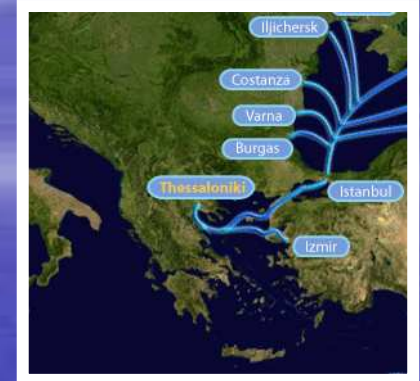 Iljichersk
Costanza
Varna
Burgas
Thessaloniki
Istanbul
Izmir